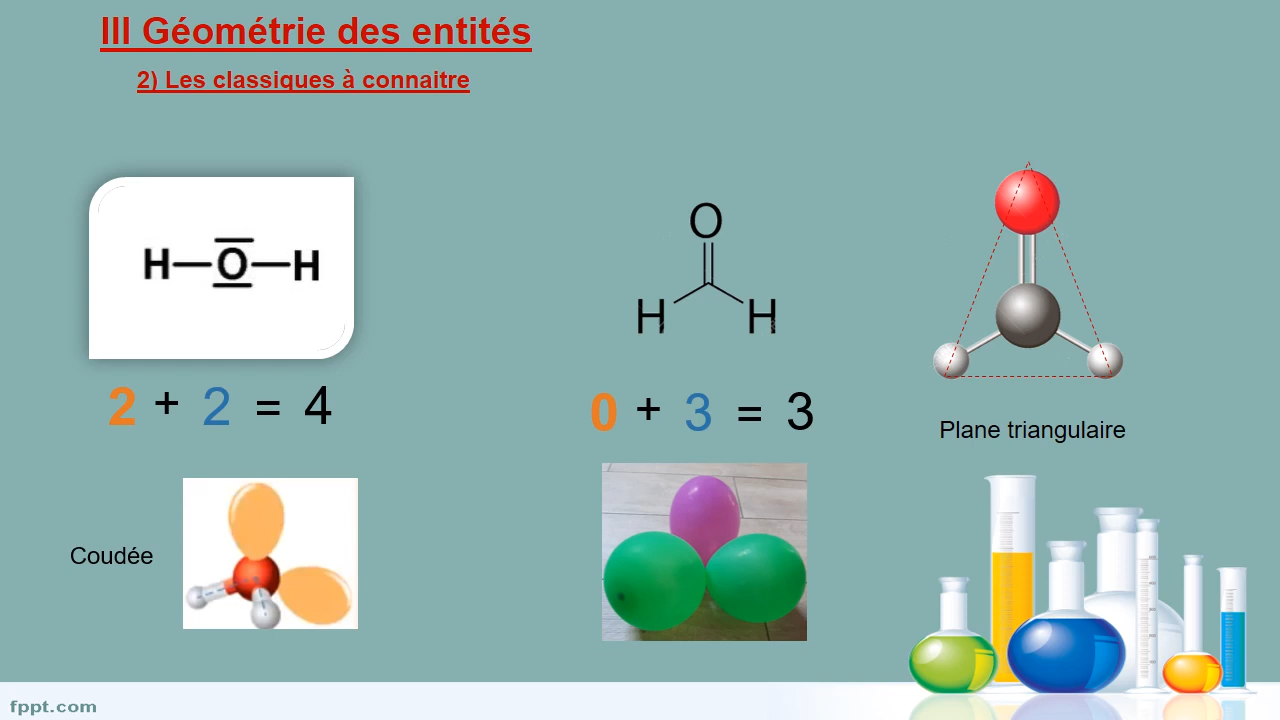 III Géométrie des entités
2) Les classiques à connaitre
H—O—H
O
H H
2 + 2 = 4
0 + 3 = 3
Plane triangulaire
Coudée
fppt.com